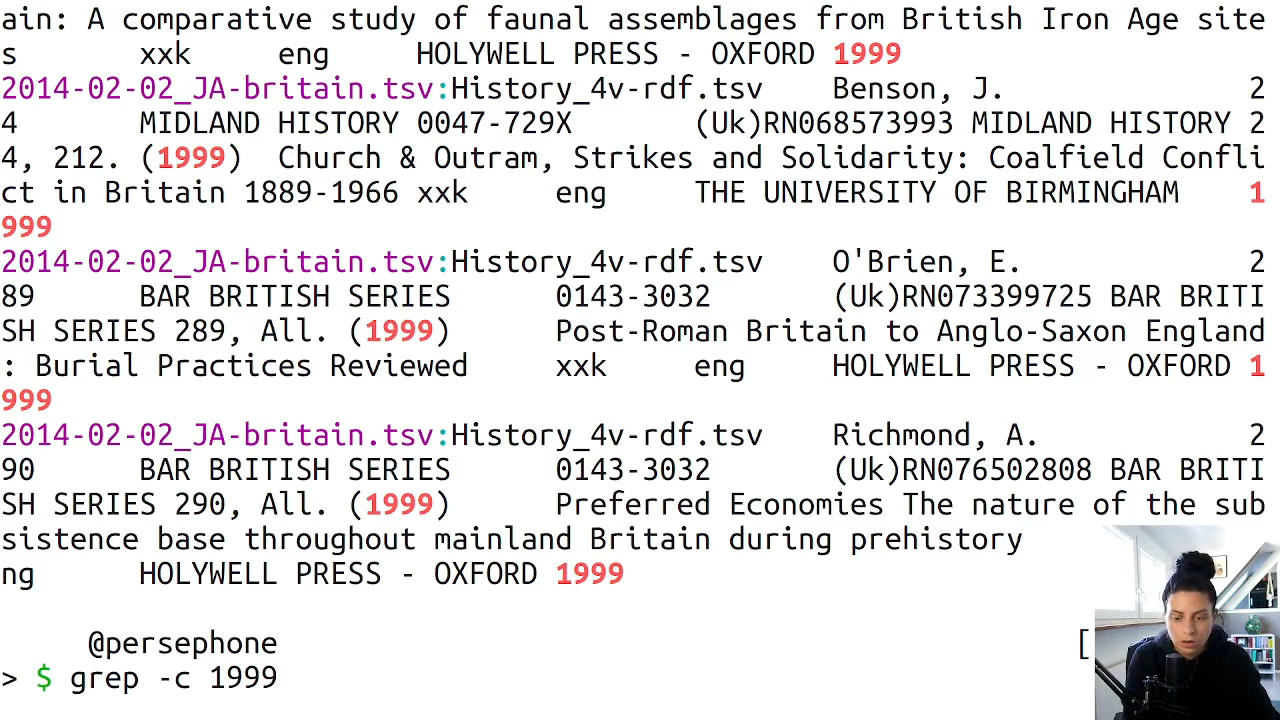 ain: A comparative study of faunal assemblages from British Iron Age site
s xxk eng HOLYWELL PRESS - OXFORD 1999
2014-02-02_JA-britain.tsv:History_4v-rdf.tsv Benson, J. 2
4 MIDLAND HISTORY 0047-729X (Uk)RN068573993 MIDLAND HISTORY 2
4, 212. (1999) Church & Outram, Strikes and Solidarity: Coalfield Confli
ct in Britain 1889-1966 xxk eng THE UNIVERSITY OF BIRMINGHAM 1
999
2014-02-02_JA-britain.tsv:History_4v-rdf.tsv O'Brien, E. 2
89 BAR BRITISH SERIES 0143-3032 (Uk)RN073399725 BAR BRITI
SH SERIES 289, All. (1999) Post-Roman Britain to Anglo-Saxon England
: Burial Practices Reviewed xxk eng HOLYWELL PRESS - OXFORD 1
999
2014-02-02_JA-britain.tsv:History_4v-rdf.tsv Richmond, A. 2
90 BAR BRITISH SERIES 0143-3032 (Uk)RN076502808 BAR BRITI
SH SERIES 290, All. (1999) Preferred Economies The nature of the sub
sistence base throughout mainland Britain during prehistory
ng HOLYWELL PRESS - OXFORD 1999
@persephone [
> $ grep -c 1999